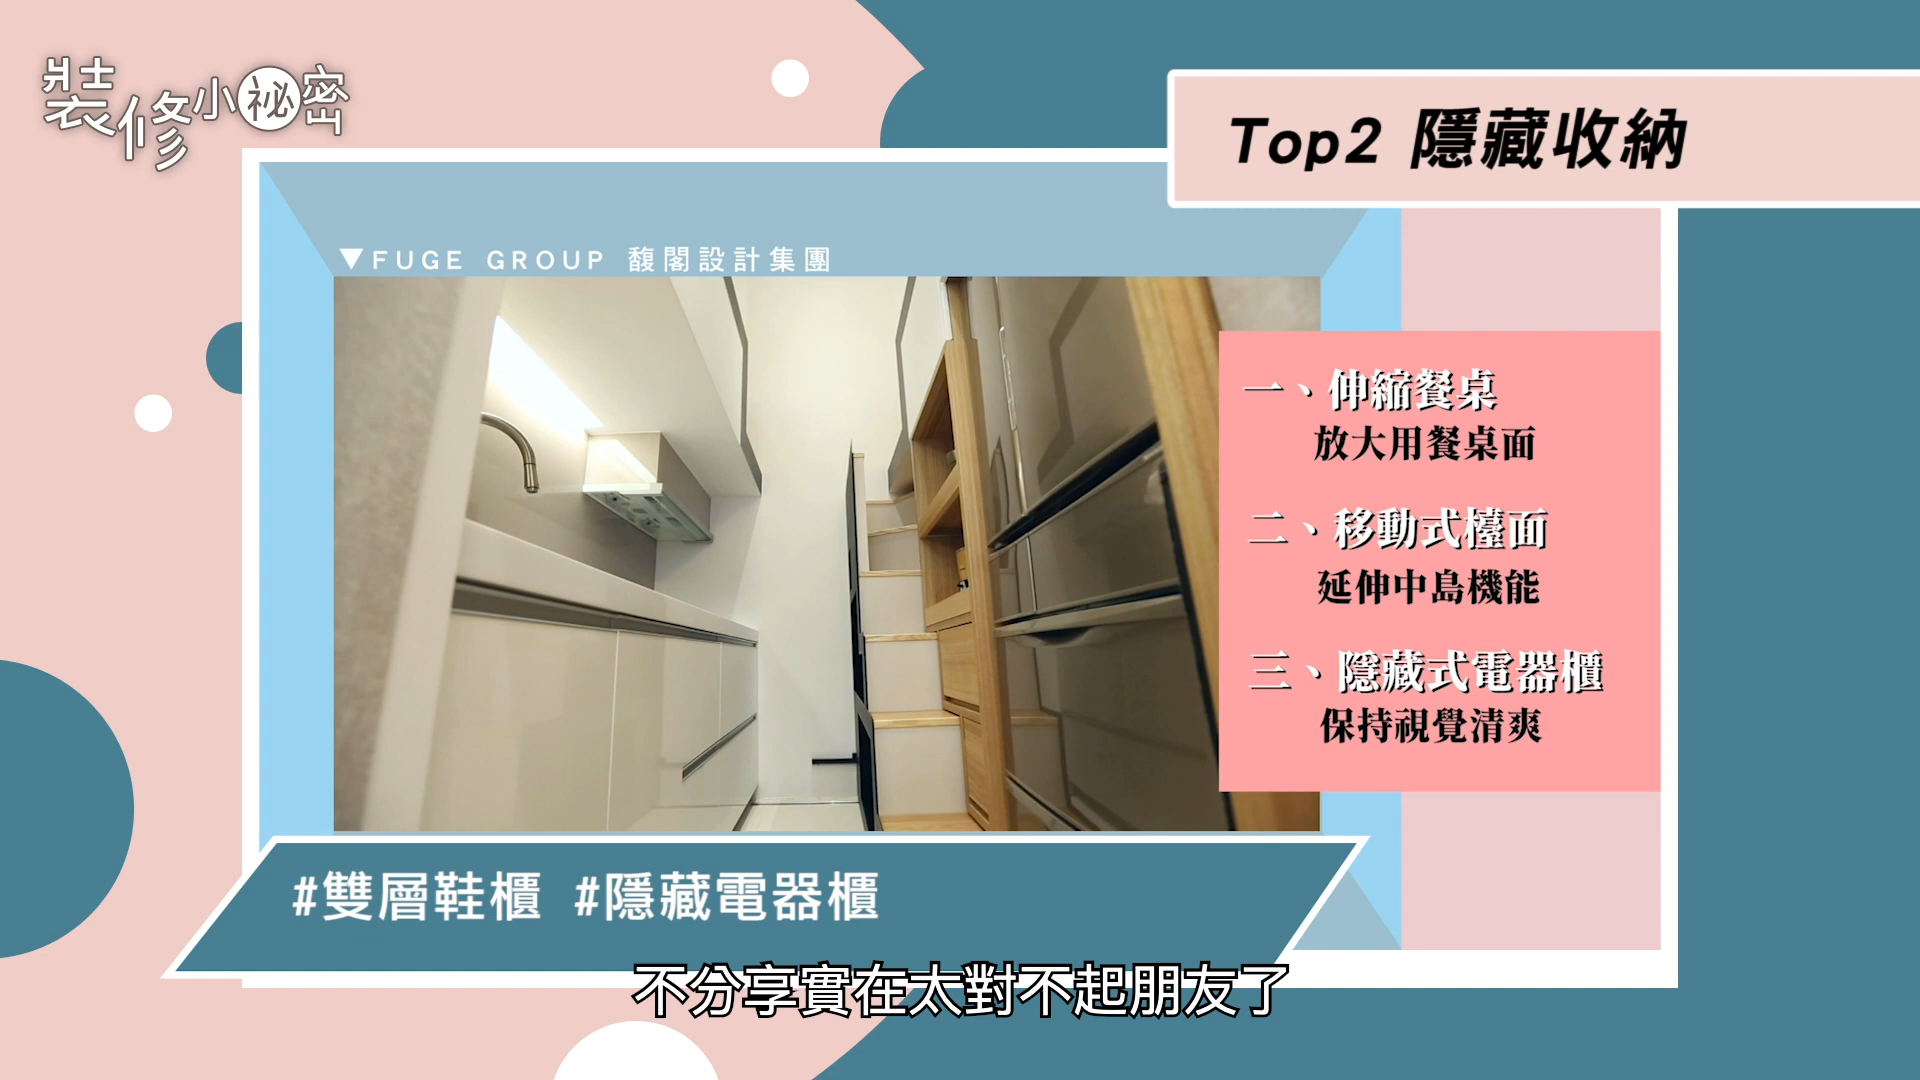 裝修小祕密
Top2 隱藏收納
▼FUGE GROUP 馥閣設計集團
一、伸縮餐桌
放大用餐桌面
二、移動式檯面
延伸中島機能
三、隱藏式電器櫃
保持視覺清爽
#雙層鞋櫃 #隱藏電器櫃
不分享實在太對不起朋友了